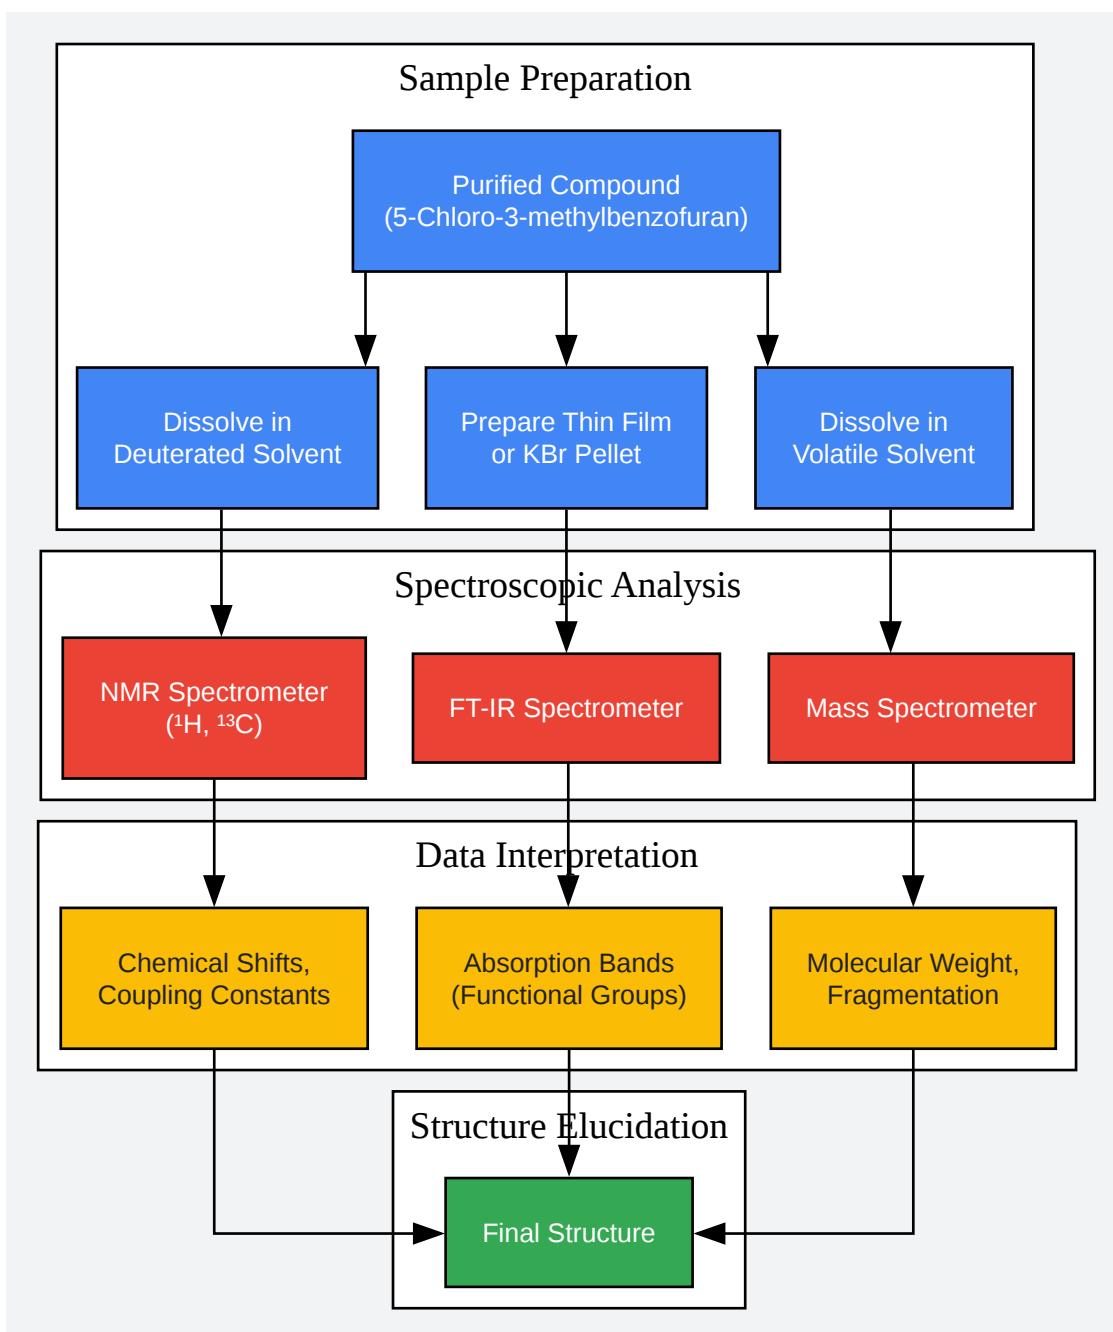 Sample Preparation
Purified Compound
(5-Chloro-3-methylbenzofuran)
Dissolve in
Deuterated Solvent
Prepare Thin Film
or KBr Pellet
Dissolve in
Volatile Solvent
Spectroscopic Analysis
NMR Spectrometer
(¹H, ¹³C)
FT-IR Spectrometer
Mass Spectrometer
Data Interpretation
Chemical Shifts,
Coupling Constants
Absorption Bands
(Functional Groups)
Molecular Weight,
Fragmentation
Structure Elucidation
Final Structure